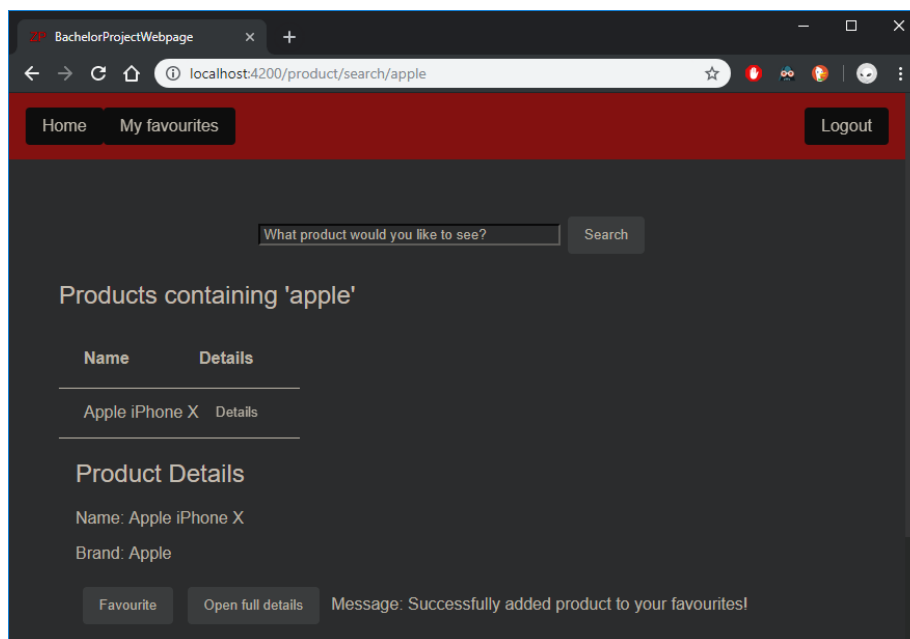 BachelorProjectWebpage
localhost:4200/product/search/apple
Home My favourites Logout
What product would you like to see? Search
Products containing 'apple'
Name Details
Apple iPhone X Details
Product Details
Name: Apple iPhone X
Brand: Apple
Favourite Open full details Message: Successfully added product to your favourites!